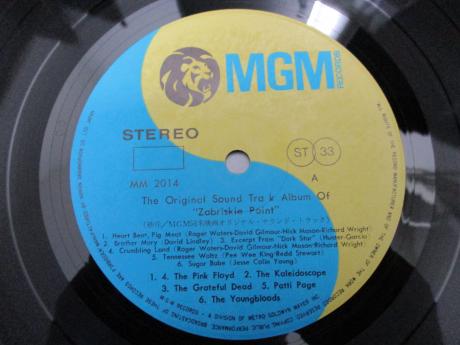 MGM
RECORDS
STEREO
ST 33
MM 2014
A
The Original Sound Tra k Album Of
"Zabriskie Point"
1. Heart Beat, Pig Meat (Roger Waters-David Gilmour-Nick Mason-Richard Wright)
2. Brother Mary (David Lindley) 3. Excerpt From "Dark Star" (Hunter-Garcia)
4. Crumbling Land (Roger Waters-David Gilmour-Nick Mason-Richard Wright)
5. Tennessee Waltz (Pee Wee King-Redd Stewart)
6. Sugar Babe (Jesse Colin Young)
1. 4. The Pink Floyd 2. The Kaleidoscope
3. The Grateful Dead 5. Patti Page
6. The Youngbloods